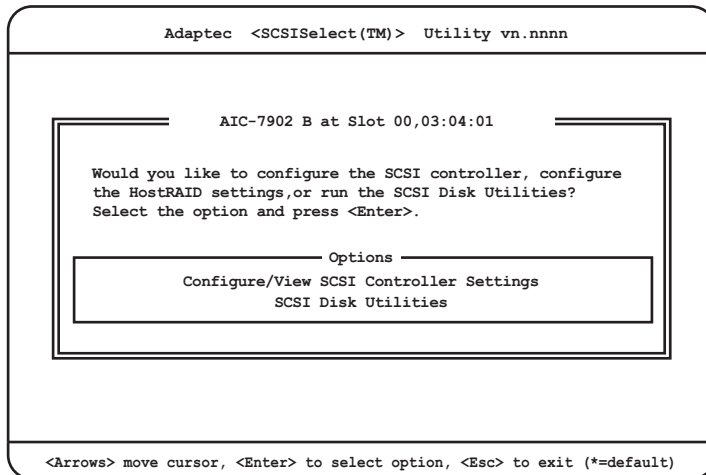 Adaptec <SCSISelect(TM)> Utility vn.nnnn
AIC-7902 B at Slot 00,03:04:01
Would you like to configure the SCSI controller, configure
the HostRAID settings,or run the SCSI Disk Utilities?
Select the option and press <Enter>.
Options
Configure/View SCSI Controller Settings
SCSI Disk Utilities
<Arrows> move cursor, <Enter> to select option, <Esc> to exit (*=default)